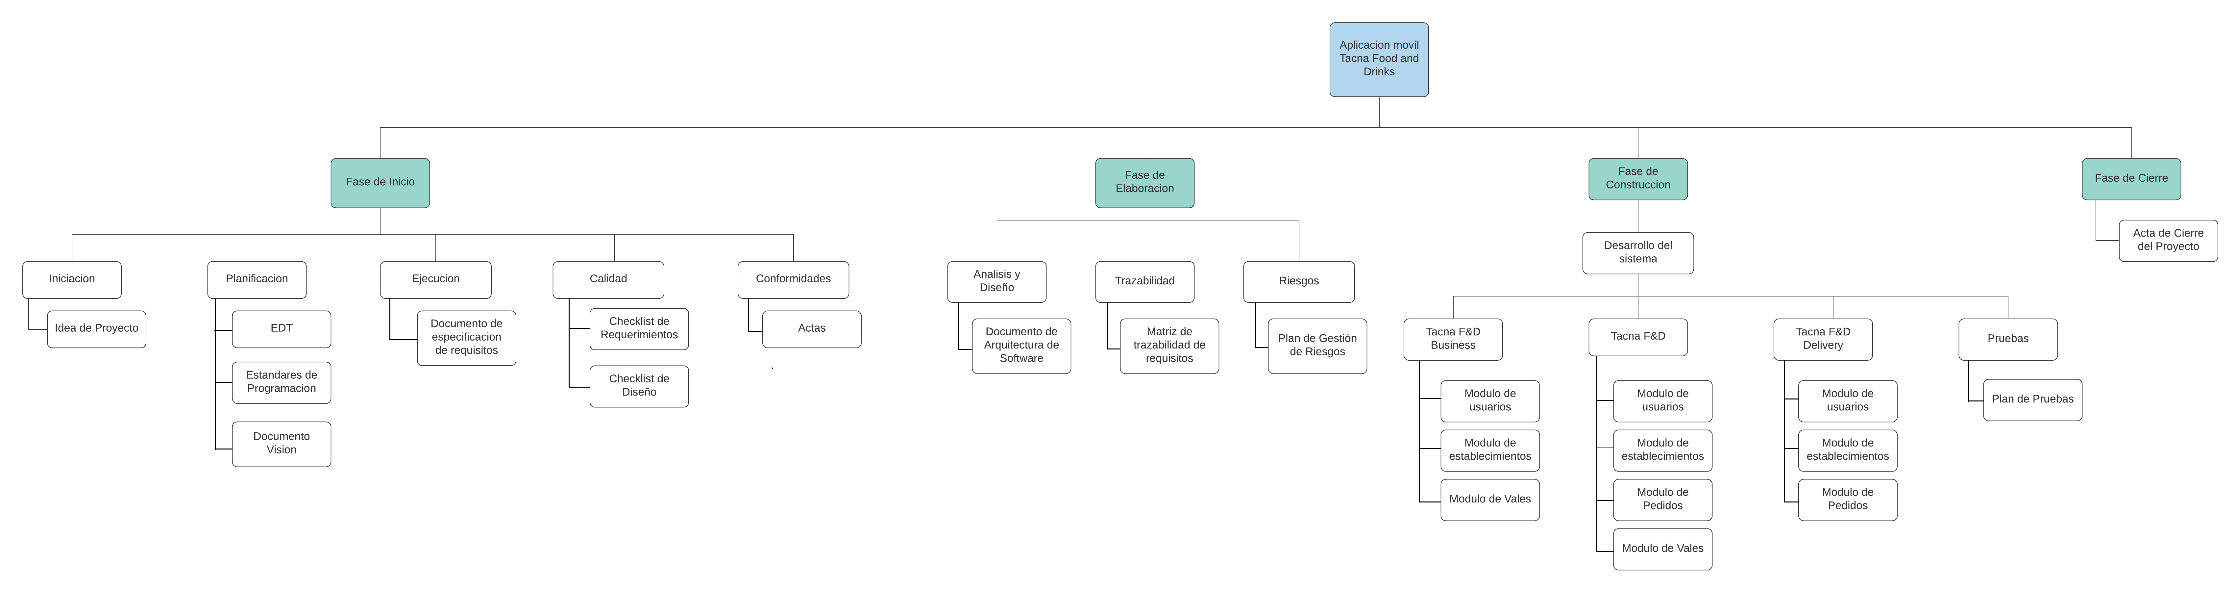 Aplicacion movil
Tacna Food and
Drinks
Fase de Inicio
Fase de
Elaboracion
Fase de
Construccion
Fase de Cierre
Acta de Cierre
del Proyecto
Desarrollo del
sistema
Iniciacion
Planificacion
Ejecucion
Calidad
Conformidades
Analisis y
Diseño
Trazabilidad
Riesgos
Idea de Proyecto
EDT
Estandares de
Programacion
Documento
Vision
Documento de
especificacion
de requisitos
Checklist de
Requerimientos
Checklist de
Diseño
Actas
Documento de
Arquitectura de
Software
Matriz de
trazabilidad de
requisitos
Plan de Gestión
de Riesgos
Tacna F&D
Business
Tacna F&D
Tacna F&D
Delivery
Pruebas
Modulo de
usuarios
Modulo de
establecimientos
Modulo de Vales
Modulo de
usuarios
Modulo de
establecimientos
Modulo de
Pedidos
Modulo de Vales
Modulo de
usuarios
Modulo de
establecimientos
Modulo de
Pedidos
Plan de Pruebas